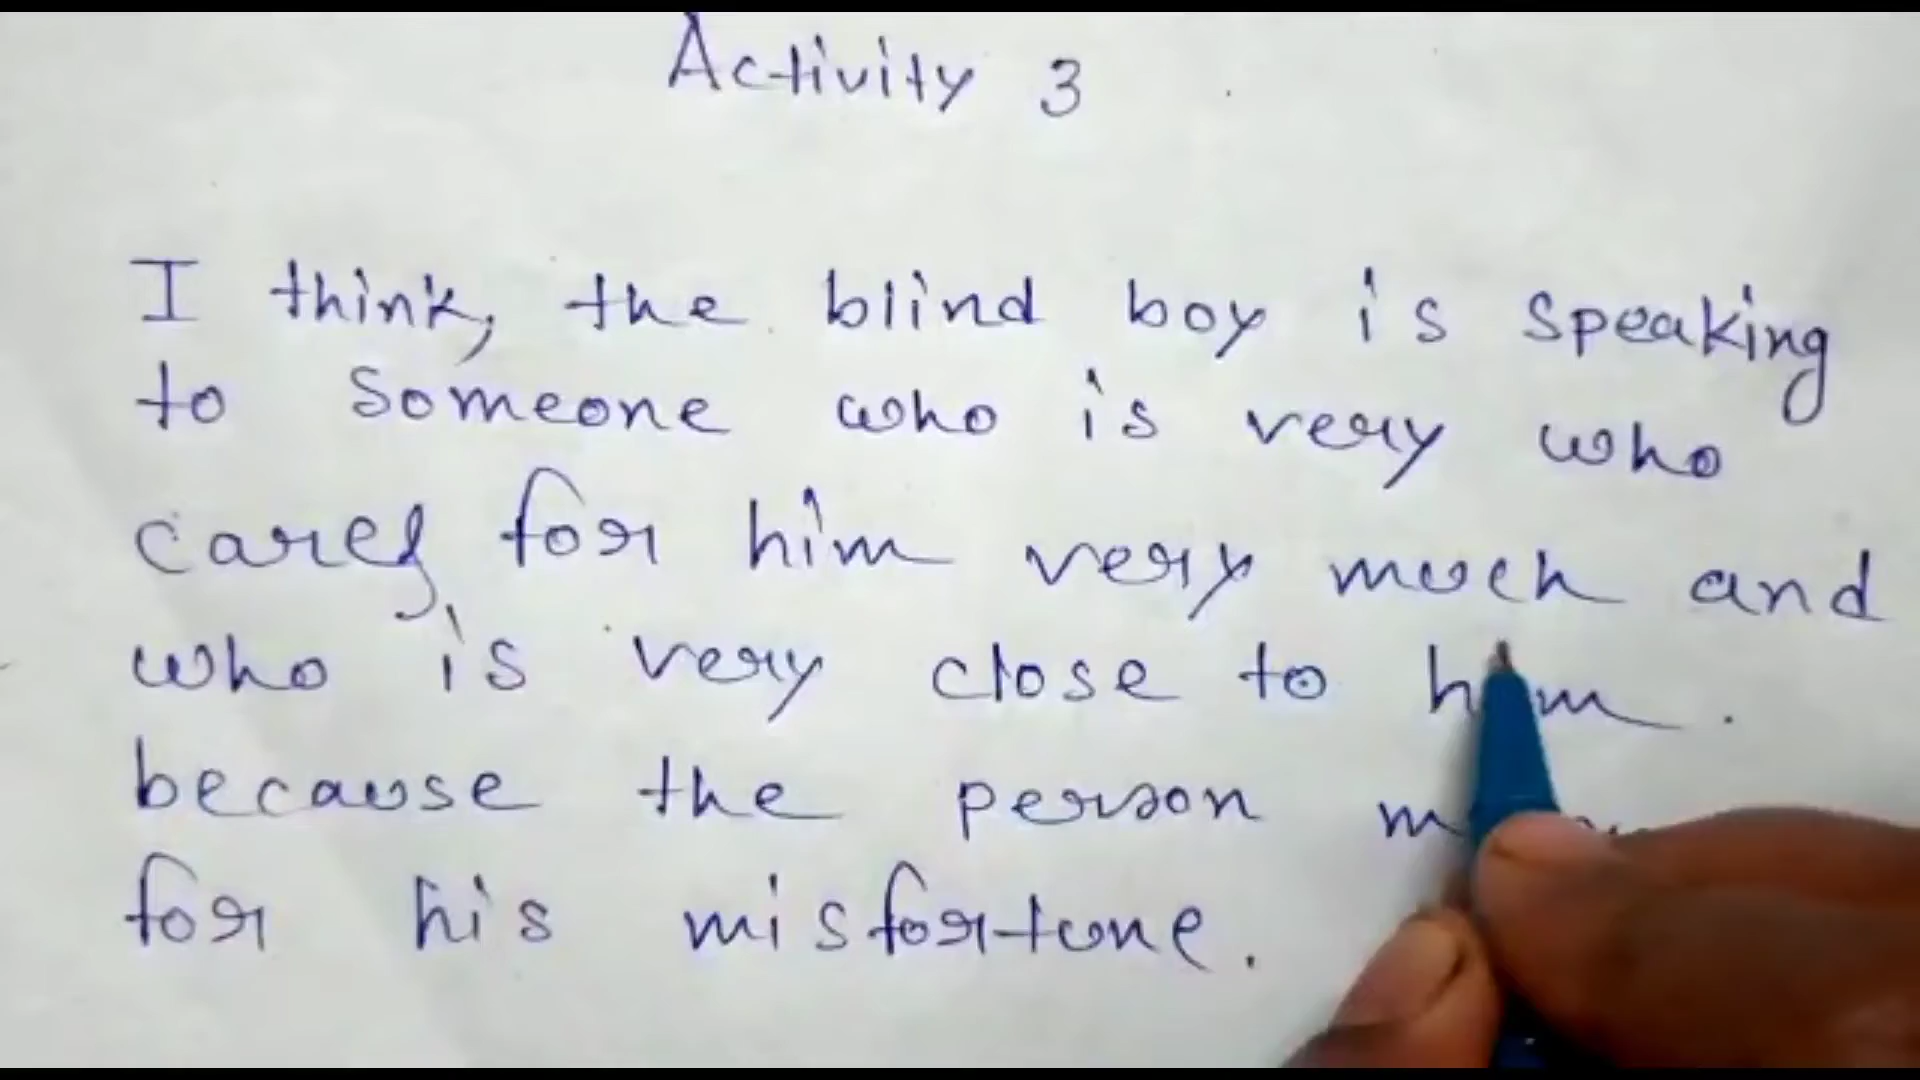 Activity 3
I think, the blind boy is speaking
to someone who is very who
cares for him very much and
who is very close to him.
because the person
for his misfortune.